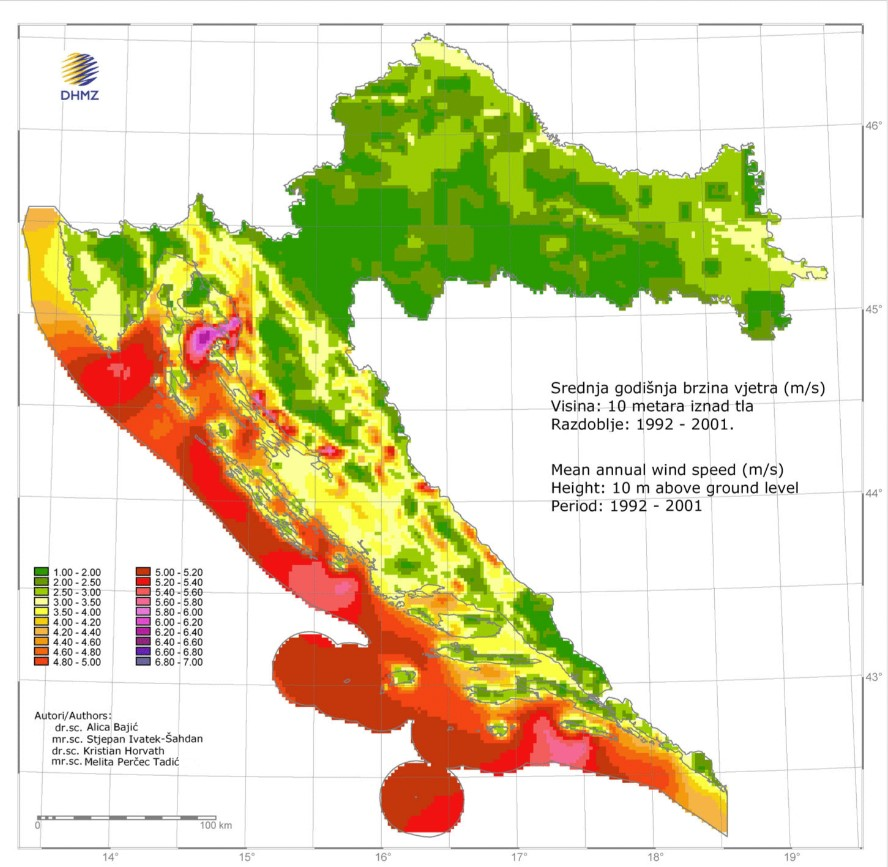 DHMZ
46°
45°
Srednja godišnja brzina vjetra (m/s)
Visina: 10 metara iznad tla
Razdoblje: 1992 - 2001.
Mean annual wind speed (m/s)
Height: 10 m above ground level
Period: 1992 - 2001
44°
1.00 - 2.00
2.00 - 2.50
2.50 - 3.00
3.00 - 3.50
3.50 - 4.00
4.00 - 4.20
4.20 - 4.40
4.40 - 4.60
4.60 - 4.80
4.80 - 5.00
5.00 - 5.20
5.20 - 5.40
5.40 - 5.60
5.60 - 5.80
5.80 - 6.00
6.00 - 6.20
6.20 - 6.40
6.40 - 6.60
6.60 - 6.80
6.80 - 7.00
43°
Autori/Authors:
dr.sc. Alica Bajić
mr.sc. Stjepan Ivatek-Šahdan
dr.sc. Kristian Horvath
mr.sc. Melita Perčec Tadić
0 100 km
14° 15° 16° 17° 18° 19°